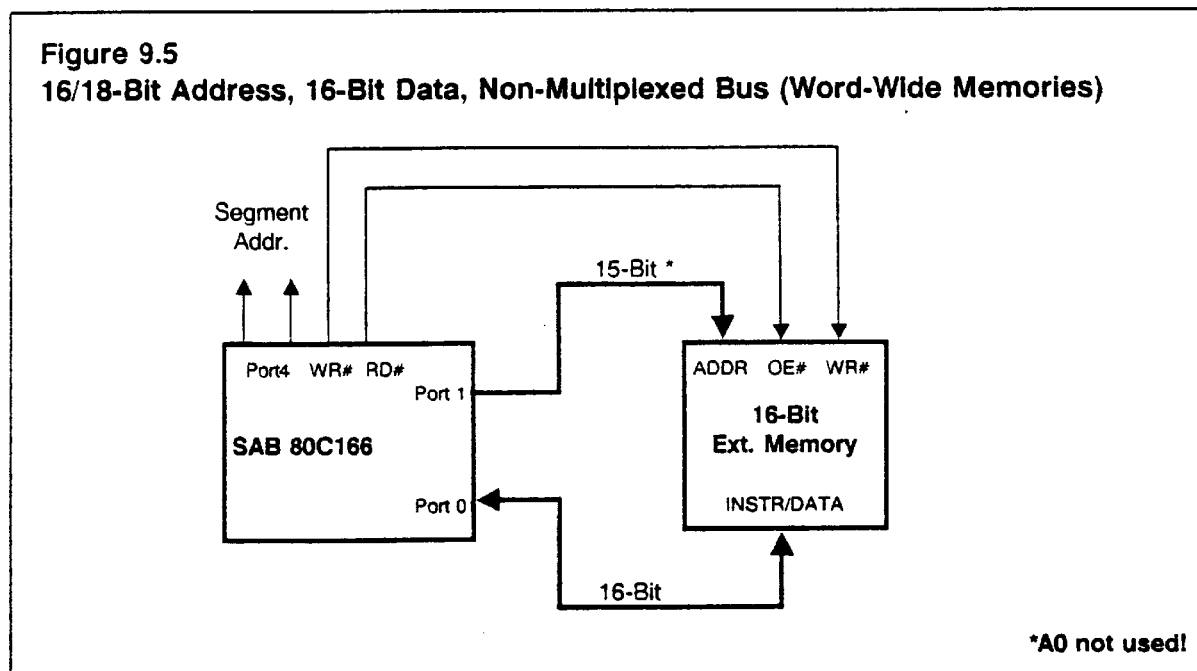 Figure 9.5
16/18-Bit Address, 16-Bit Data, Non-Multiplexed Bus (Word-Wide Memories)
Segment
Addr.
15-Bit *
Port4 WR# RD#
Port 1
SAB 80C166
Port 0
ADDR OE# WR#
16-Bit
Ext. Memory
INSTR/DATA
16-Bit
*A0 not used!